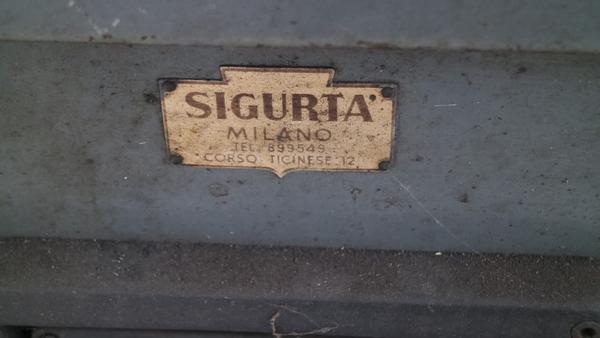 SIGURTA'
MILANO
TEL. 899549
CORSO TICINESE 12